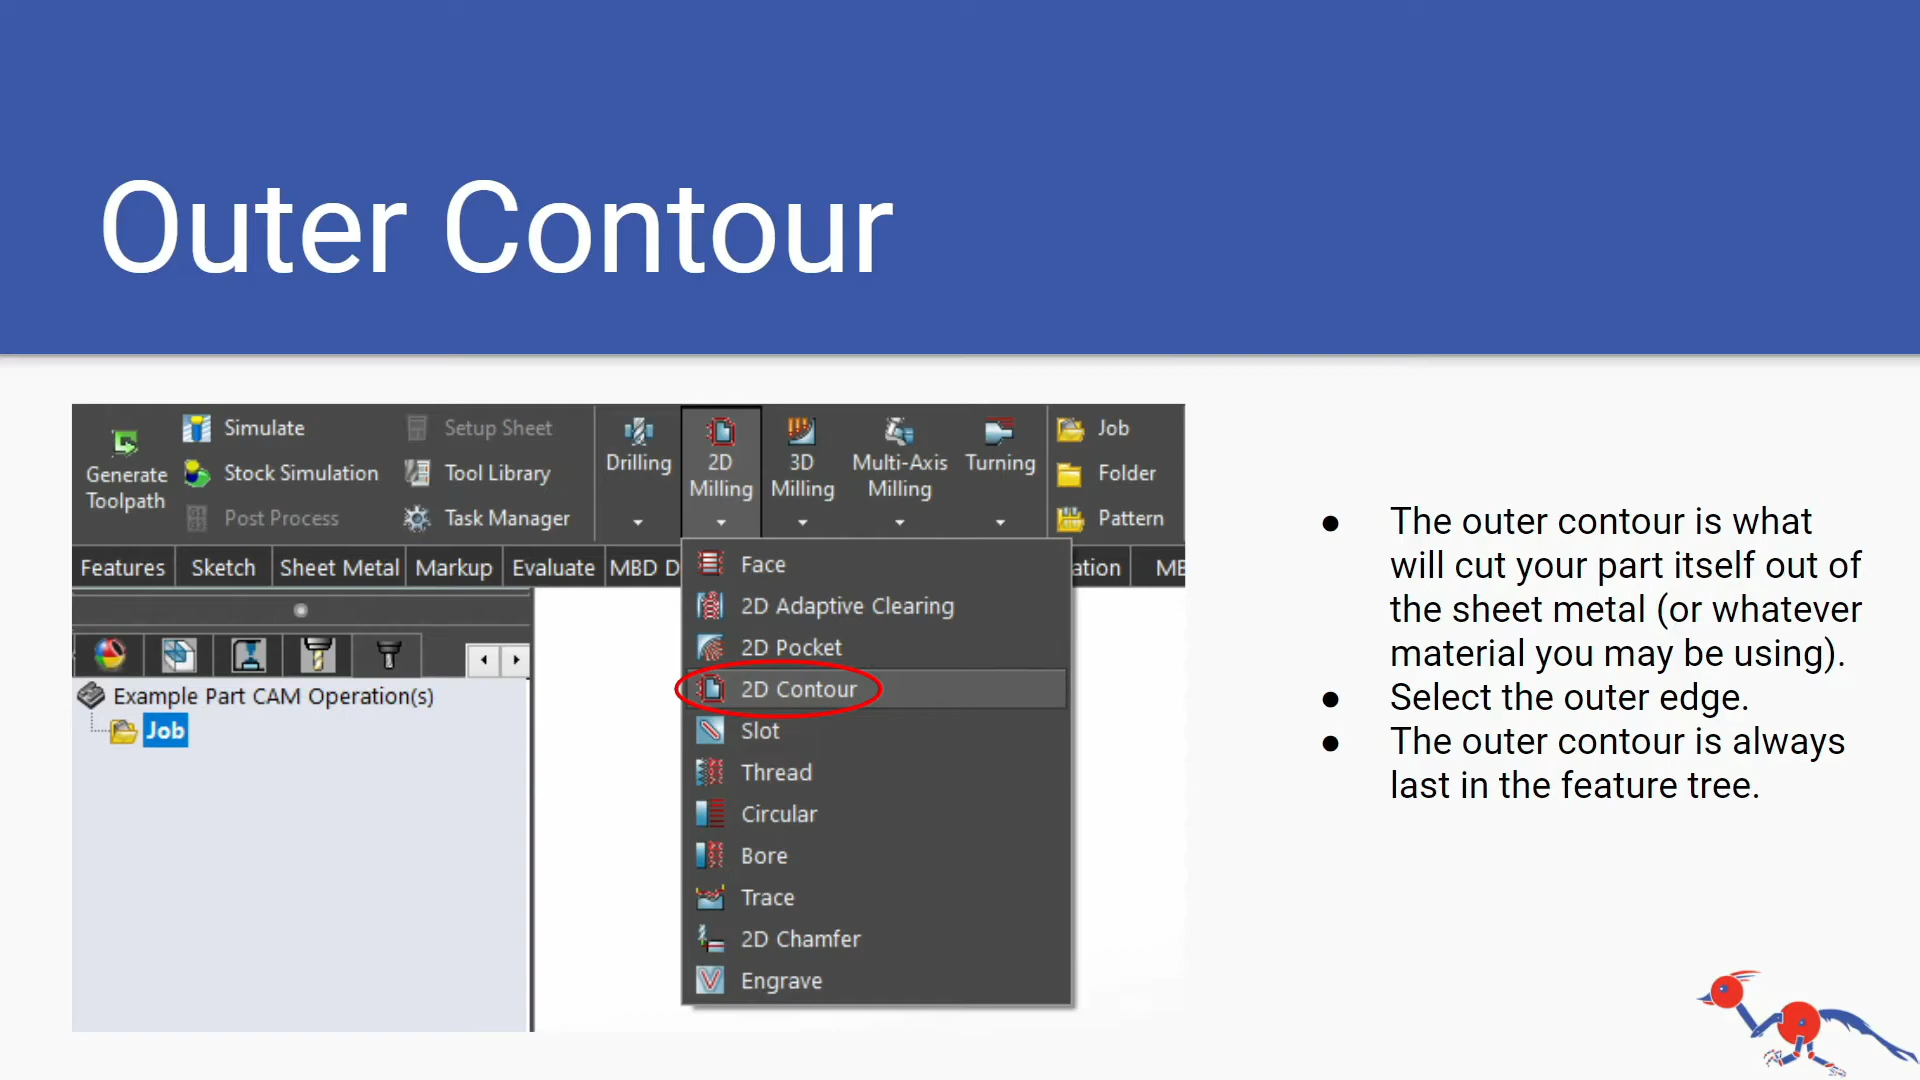 Outer Contour
Generate
Toolpath
Simulate
Stock Simulation
Post Process
Setup Sheet
Tool Library
Task Manager
Drilling
2D
Milling
3D
Milling
Multi-Axis
Milling
Turning
Job
Folder
Pattern
Features Sketch Sheet Metal Markup Evaluate MBD D
ation ME
Example Part CAM Operation(s)
Job
Face
2D Adaptive Clearing
2D Pocket
2D Contour
Slot
Thread
Circular
Bore
Trace
2D Chamfer
Engrave
● The outer contour is what
will cut your part itself out of
the sheet metal (or whatever
material you may be using).
● Select the outer edge.
● The outer contour is always
last in the feature tree.